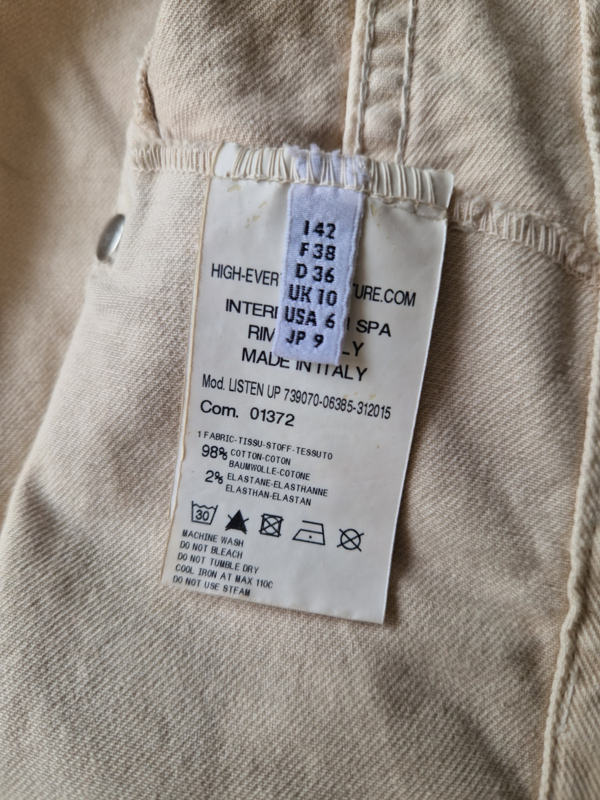 I 42
F 38
D 36
UK 10
USA 6
JP 9
MADE IN ITALY
SPA
Mod. LISTEN UP 739070-06385-312015
Com. 01372
1 FABRIC-TISSU-STOFF-TESSUTO
98% COTTON-COTON
BAUMWOLLE-COTONE
2% ELASTANE-ELASTHANNE
ELASTHAN-ELASTAN
30
MACHINE WASH
DO NOT BLEACH
DO NOT TUMBLE DRY
COOL IRON AT MAX 110C
DO NOT USE STEAM